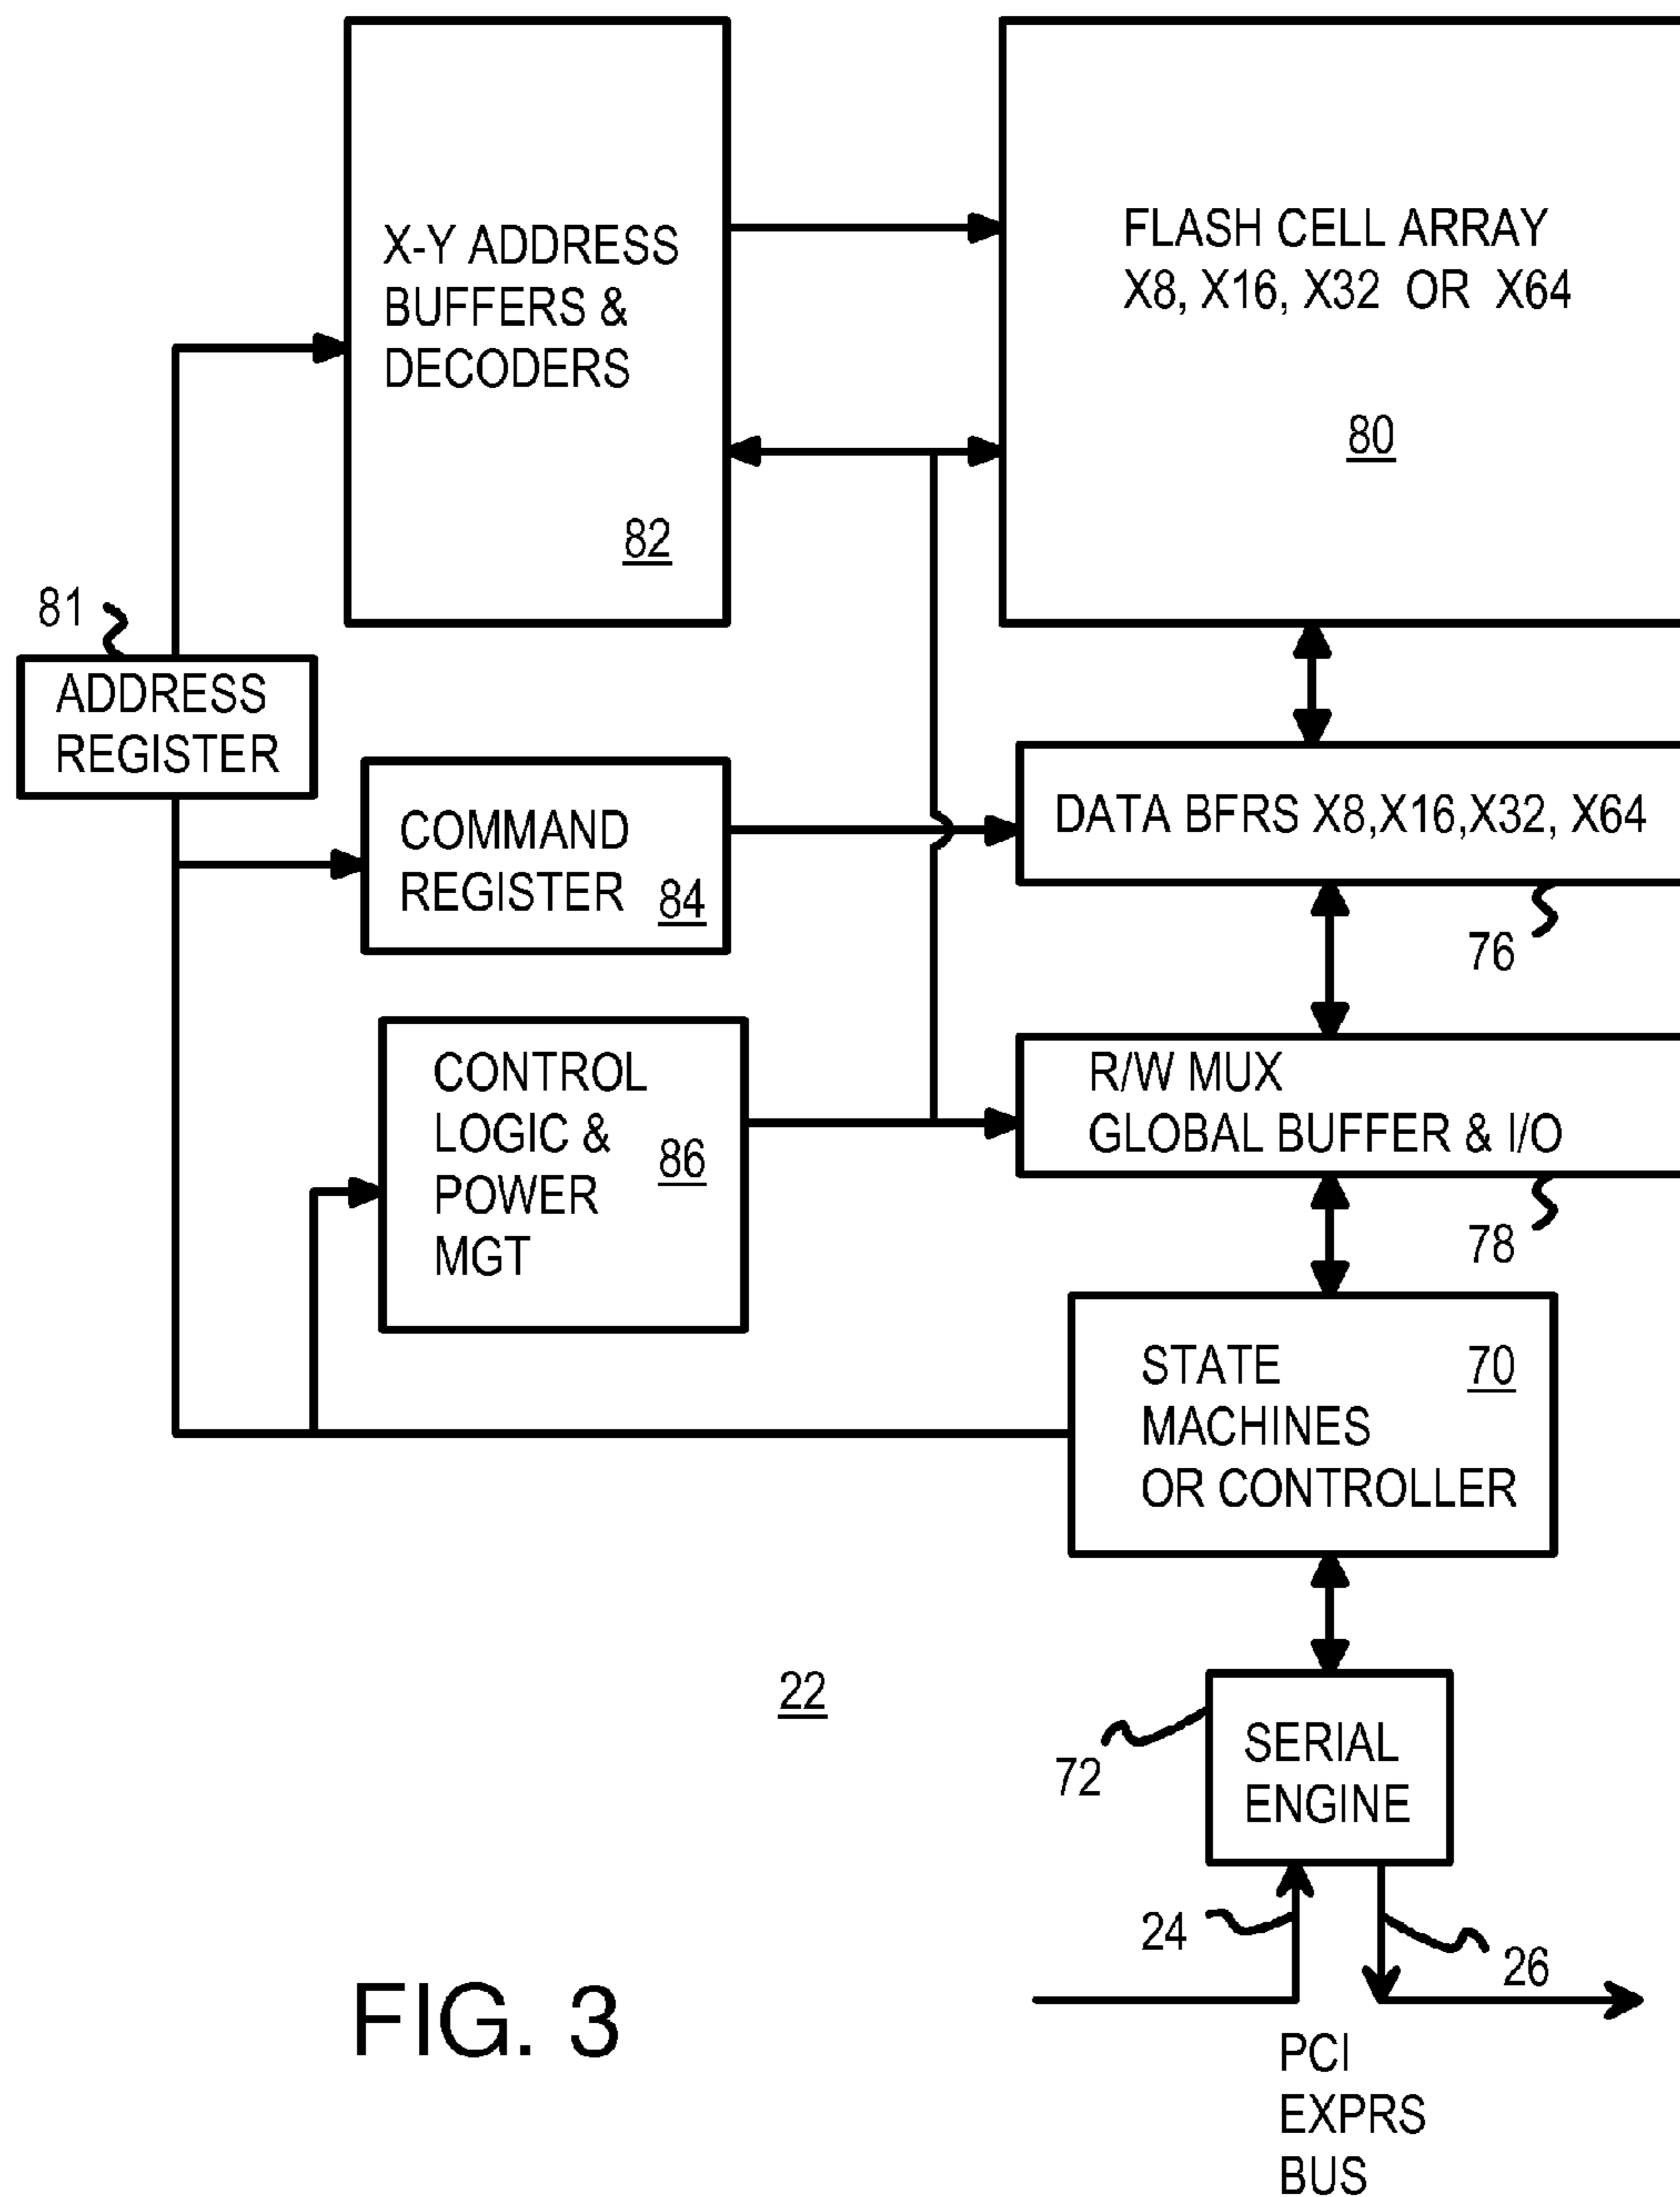 X-Y ADDRESS
BUFFERS &
DECODERS
82
FLASH CELL ARRAY
X8, X16, X32 OR X64
80
81
ADDRESS
REGISTER
COMMAND
REGISTER
84
DATA BFRS X8,X16,X32, X64
76
CONTROL
LOGIC &
POWER
MGT
86
R/W MUX
GLOBAL BUFFER & I/O
78
STATE
MACHINES
OR CONTROLLER
70
22
72
SERIAL
ENGINE
24
26
FIG. 3
PCI
EXPRS
BUS